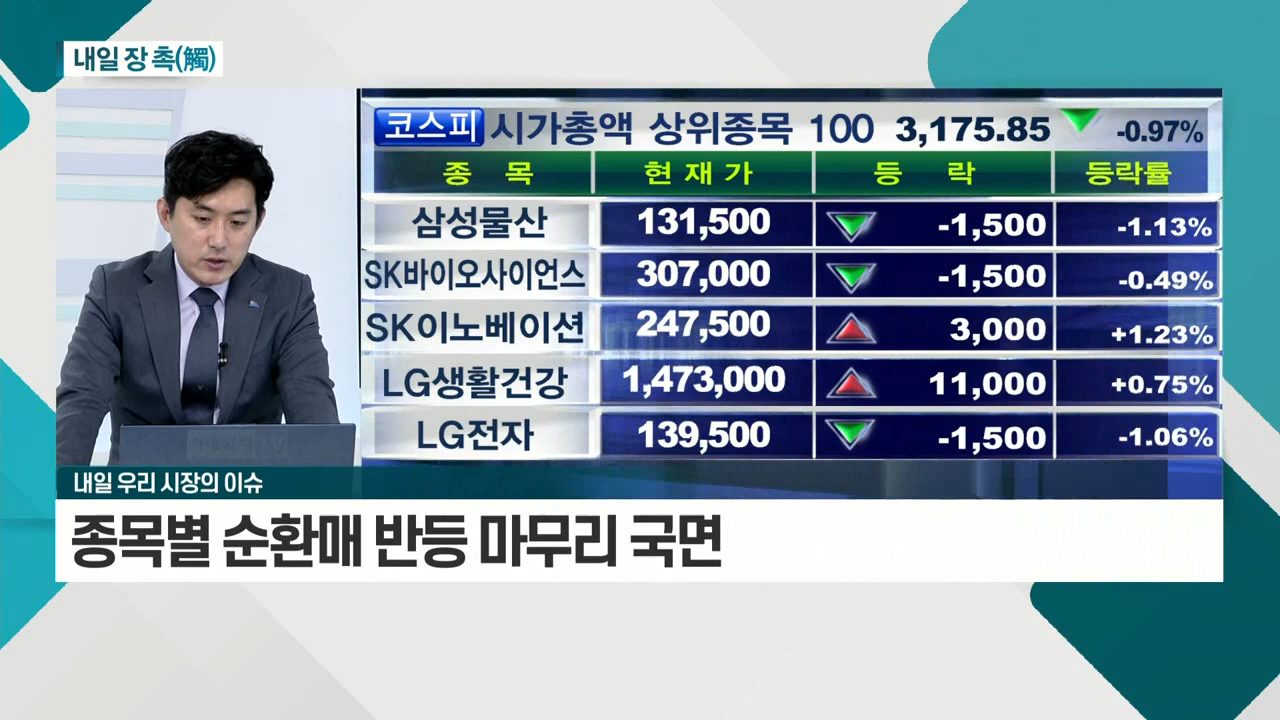 내일 장 촉(觸)
코스피 시가총액 상위종목 100 3,175.85 -0.97%
종 목 현 재 가 등 락 등락률
삼성물산 131,500 -1,500 -1.13%
SK바이오사이언스 307,000 -1,500 -0.49%
SK이노베이션 247,500 3,000 +1.23%
LG생활건강 1,473,000 11,000 +0.75%
LG전자 139,500 -1,500 -1.06%
내일 우리 시장의 이슈
종목별 순환매 반등 마무리 국면